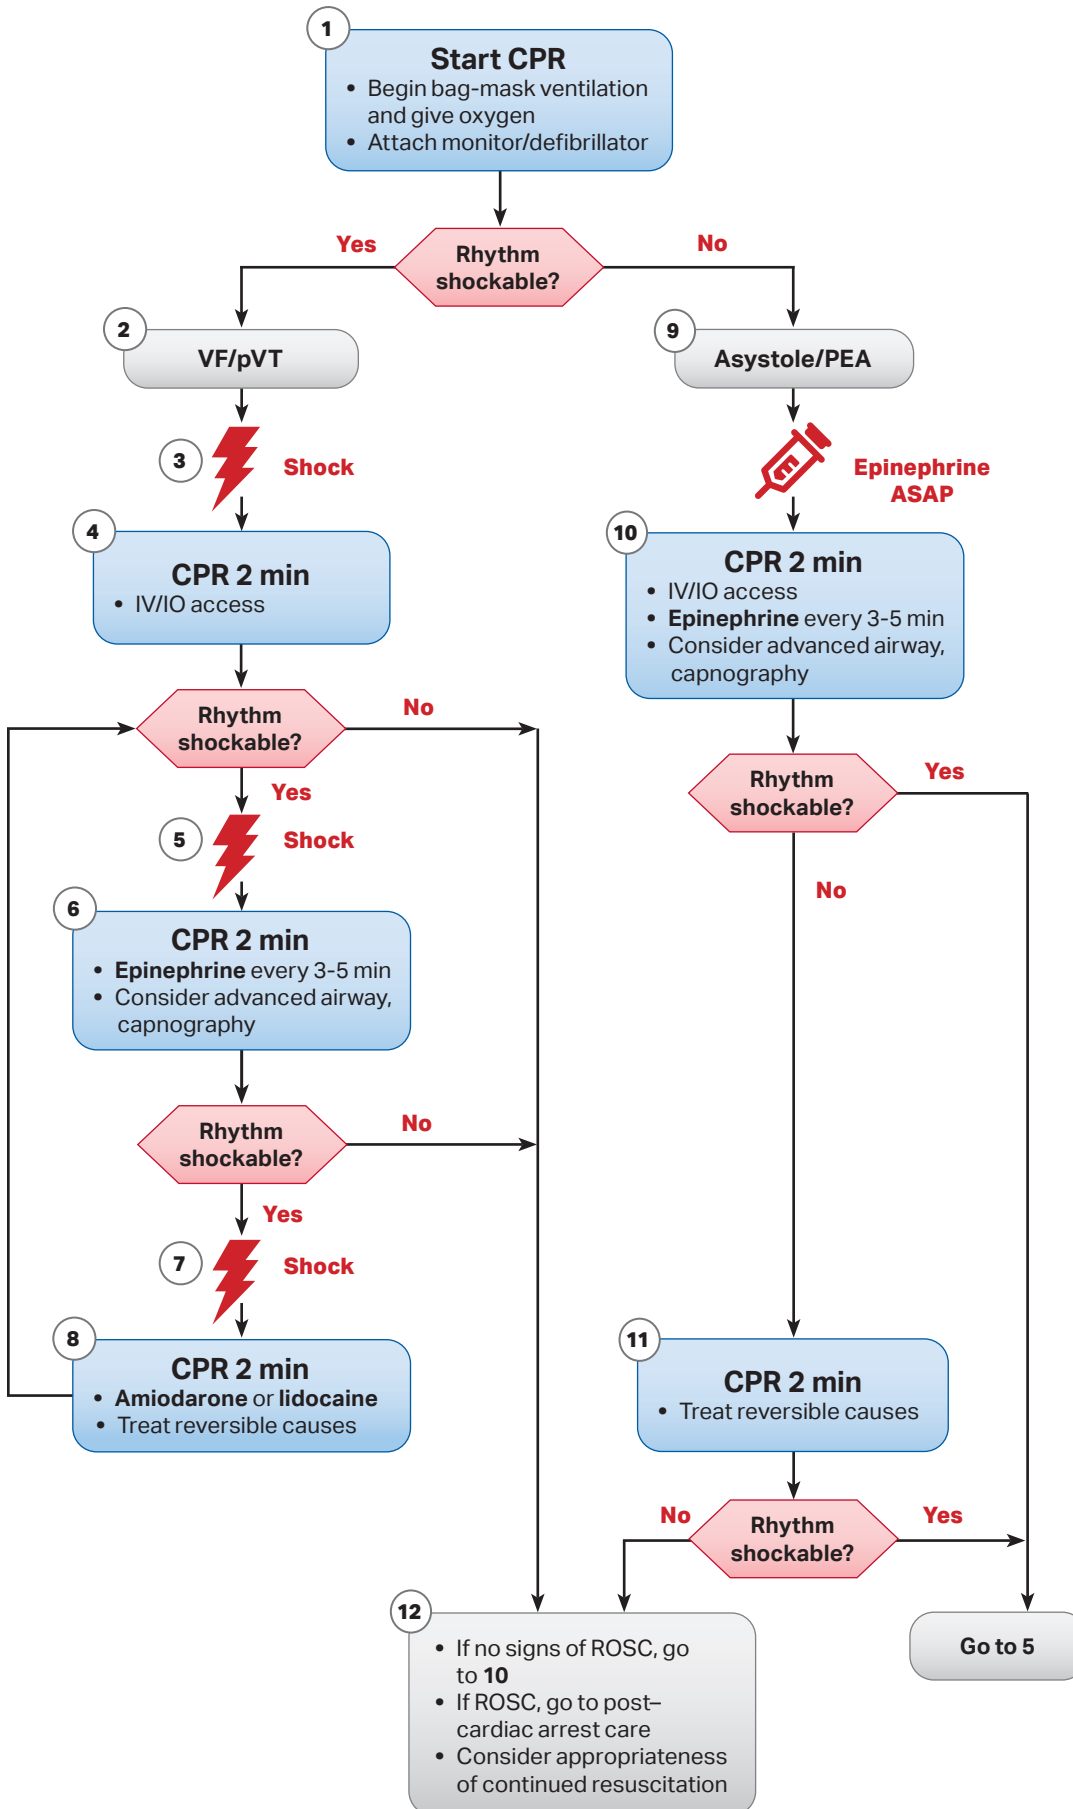 1
Start CPR
• Begin bag-mask ventilation
and give oxygen
• Attach monitor/defibrillator
Rhythm
shockable?
Yes
No
2
VF/pVT
3
Shock
4
CPR 2 min
• IV/IO access
Rhythm
shockable?
No
Yes
5
Shock
6
CPR 2 min
• Epinephrine every 3-5 min
• Consider advanced airway,
capnography
Rhythm
shockable?
No
Yes
7
Shock
8
CPR 2 min
• Amiodarone or lidocaine
• Treat reversible causes
9
Asystole/PEA
Epinephrine
ASAP
10
CPR 2 min
• IV/IO access
• Epinephrine every 3-5 min
• Consider advanced airway,
capnography
Rhythm
shockable?
Yes
No
11
CPR 2 min
• Treat reversible causes
Rhythm
shockable?
No
Yes
12
• If no signs of ROSC, go
to 10
• If ROSC, go to post–
cardiac arrest care
• Consider appropriateness
of continued resuscitation
Go to 5